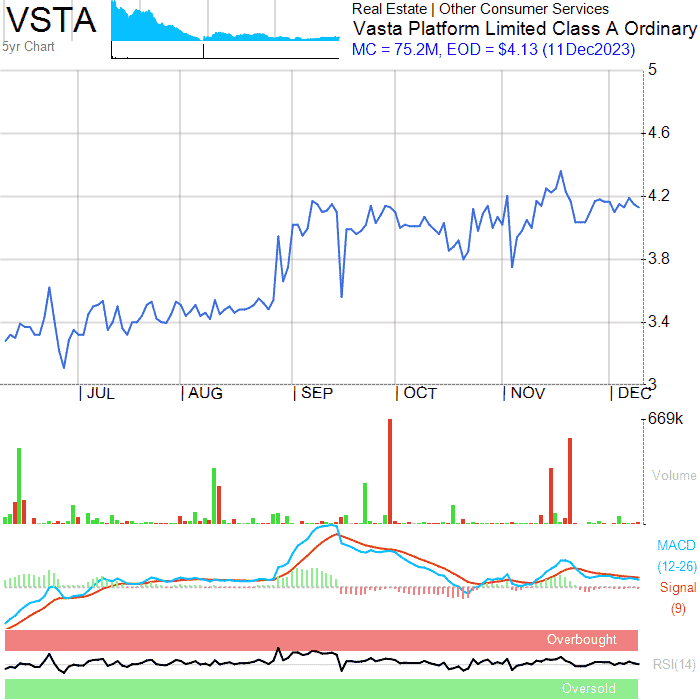 VSTA
5yr Chart
Real Estate | Other Consumer Services
Vasta Platform Limited Class A Ordinary
MC = 75.2M, EOD = $4.13 (11Dec2023)
5
4.6
4.2
3.8
3.4
3
| JUL | AUG | SEP | OCT | NOV | DEC
669k
Volume
MACD
(12-26)
Signal
(9)
Overbought
RSI(14)
Oversold